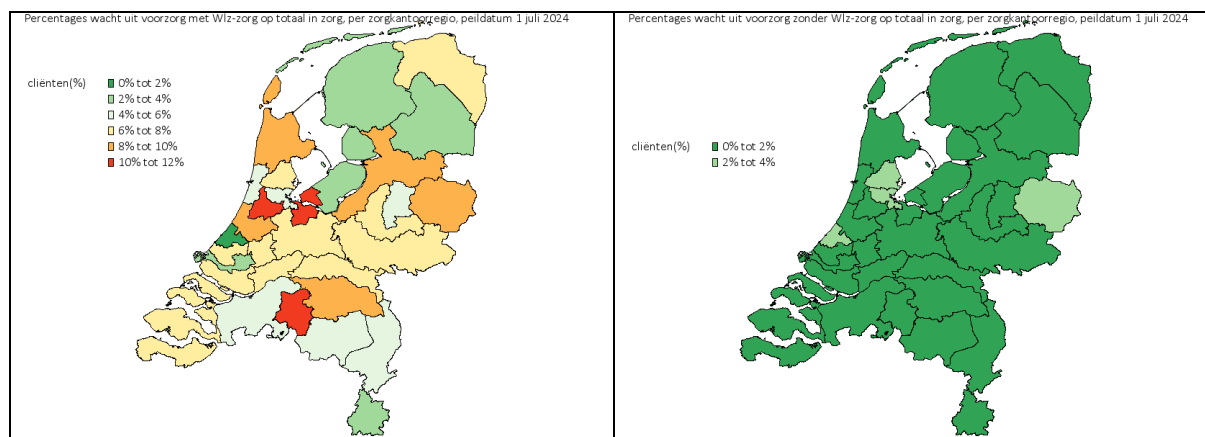 Percentages wacht uit voorzorg met Wlz-zorg op totaal in zorg, per zorgkantoorregio, peildatum 1 juli 2024
cliënten(%)
0% tot 2%
2% tot 4%
4% tot 6%
6% tot 8%
8% tot 10%
10% tot 12%
Percentages wacht uit voorzorg zonder Wlz-zorg op totaal in zorg, per zorgkantoorregio, peildatum 1 juli 2024
cliënten(%)
0% tot 2%
2% tot 4%